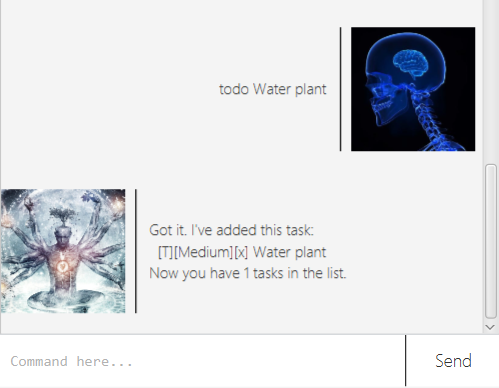 todo Water plant
Got it. I've added this task:
[T][Medium][x] Water plant
Now you have 1 tasks in the list.
Command here...
Send